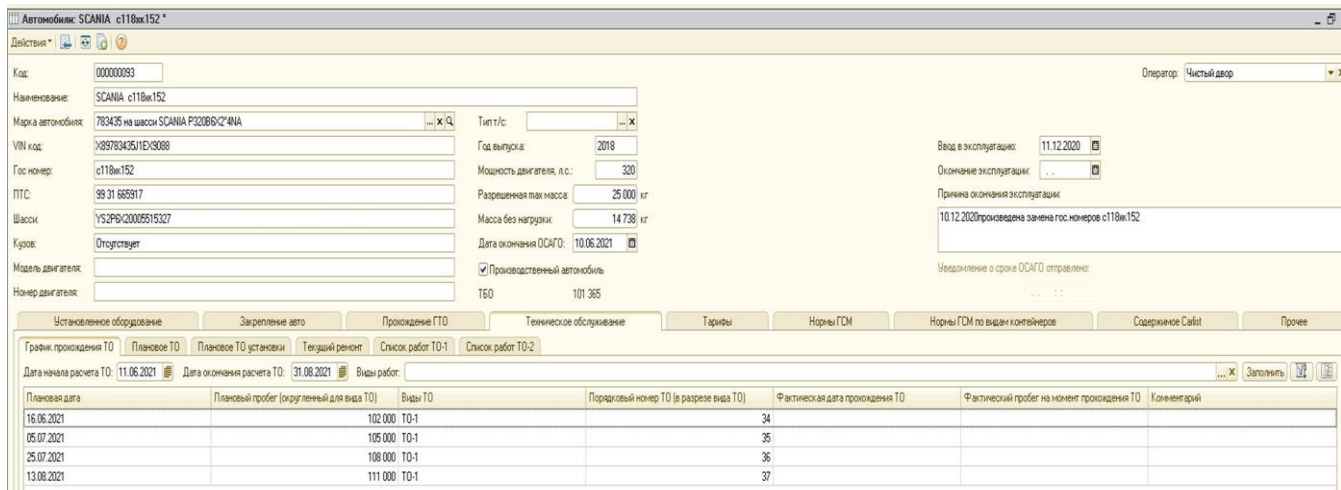 Автомобили: SCANIA с118хк152 *
Действия
Код: 000000093 Оператор: Чистый двор
Наименование: SCANIA с118хк152
Марка автомобиля: 783435 на шасси SCANIA P320B6X2*4NA Тип т/с:
VIN код: X89783435J1EX9088 Год выпуска: 2018 Ввод в эксплуатацию: 11.12.2020
Гос номер: с118хк152 Мощность двигателя, л.с.: 320 Окончание эксплуатации: . .
ПТС: 99 31 665917 Разрешенная max масса: 25 000 кг Причина окончания эксплуатации:
Шасси: YS2P6X20005515327 Масса без нагрузки: 14 738 кг 10.12.2020произведена замена гос.номеров с118хк152
Кузов: Отсутствует Дата окончания ОСАГО: 10.06.2021
Модель двигателя: Производственный автомобиль Уведомление о сроке ОСАГО отправлено:
Номер двигателя: ТБО 101 365 . . : :
Установленное оборудование Закрепление авто Прохождение ГТО Техническое обслуживание Тарифы Нормы ГСМ Нормы ГСМ по видам контейнеров Содержимое Carlist Прочее
График прохождения ТО Плановое ТО Плановое ТО установки Текущий ремонт Список работ ТО-1 Список работ ТО-2
Дата начала расчета ТО: 11.06.2021 Дата окончания расчета ТО: 31.08.2021 Виды работ: ... X Заполнить
Плановая дата Плановый пробег (округленный для вида ТО) Виды ТО Порядковый номер ТО (в разрезе вида ТО) Фактическая дата прохождения ТО Фактический пробег на момент прохождения ТО Комментарий
16.06.2021 102 000 ТО-1 34
05.07.2021 105 000 ТО-1 35
25.07.2021 108 000 ТО-1 36
13.08.2021 111 000 ТО-1 37